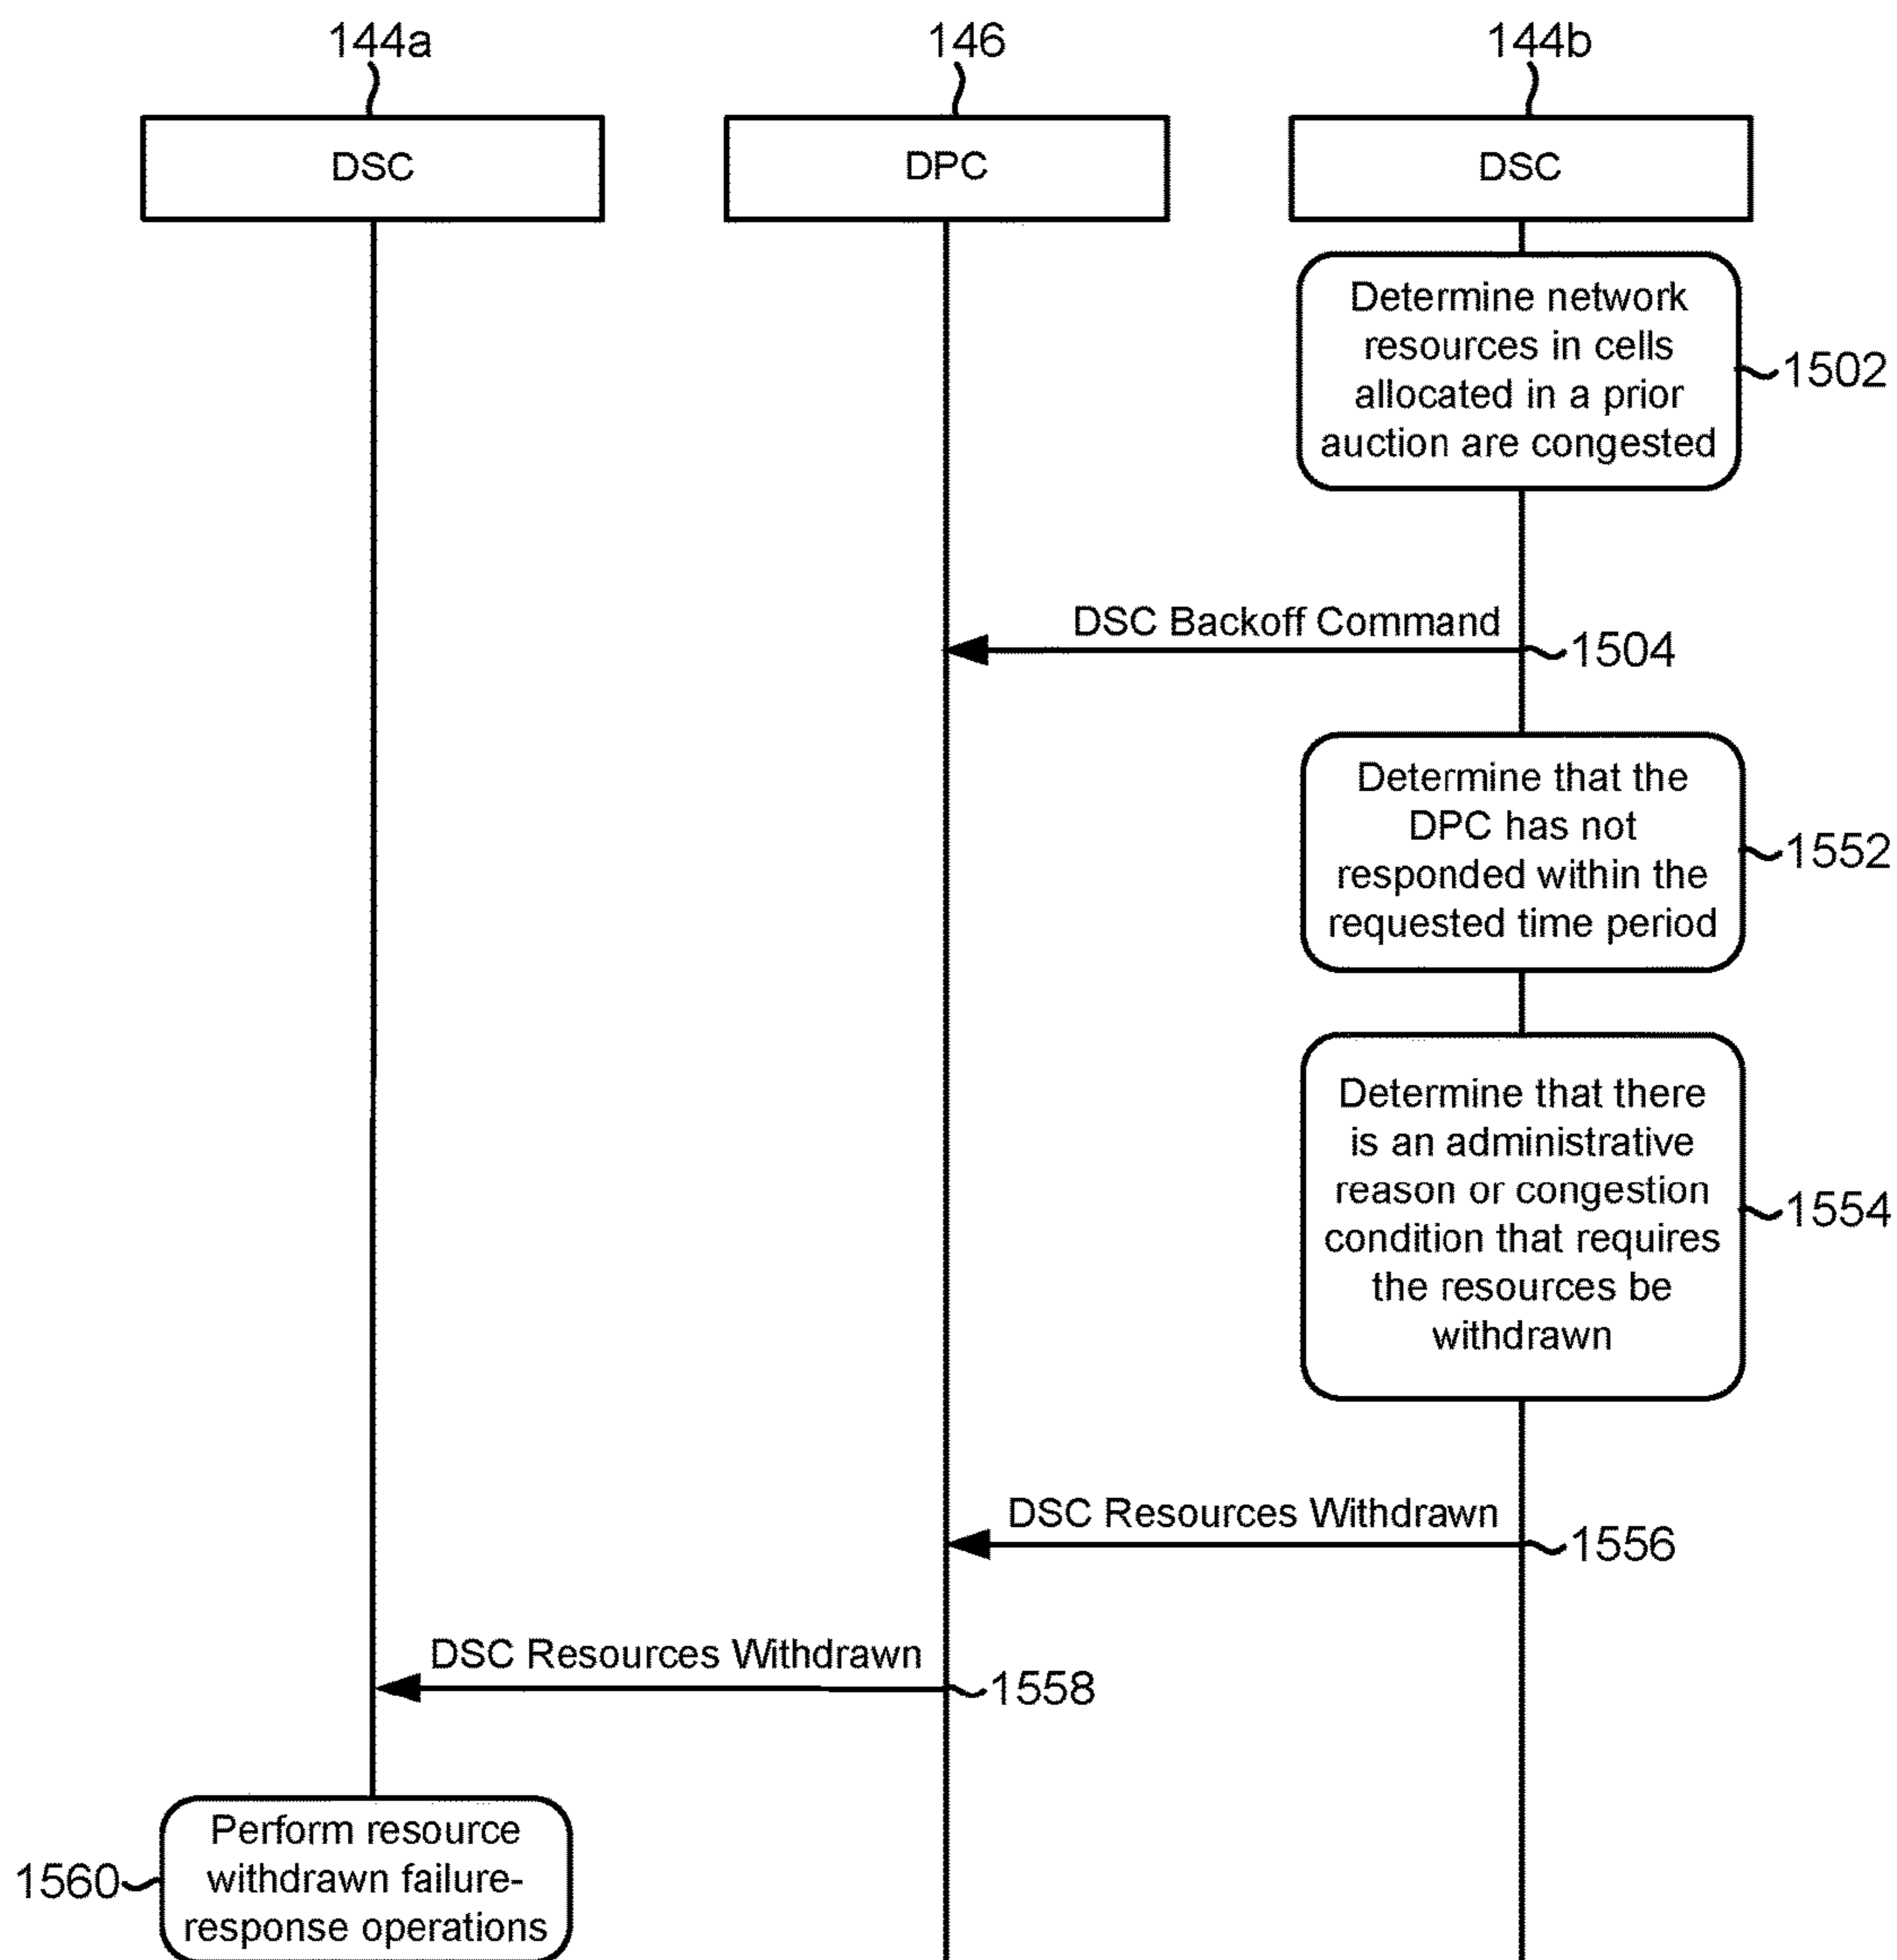 144a
146
144b
DSC
DPC
DSC
Determine network
resources in cells
allocated in a prior
auction are congested
1502
DSC Backoff Command
1504
Determine that the
DPC has not
responded within the
requested time period
1552
Determine that there
is an administrative
reason or congestion
condition that requires
the resources be
withdrawn
1554
DSC Resources Withdrawn
1556
DSC Resources Withdrawn
1558
Perform resource
withdrawn failure-
response operations
1560